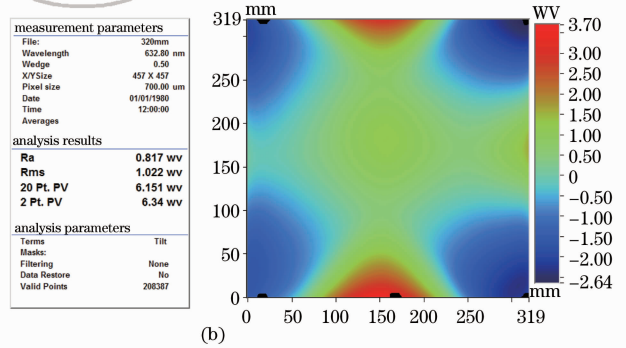 measurement parameters
File: 320mm
Wavelength 632.80 nm
Wedge 0.50
X/YSize 457 X 457
Pixel size 700.00 um
Date 01/01/1980
Time 12:00:00
Averages
analysis results
Ra 0.817 wv
Rms 1.022 wv
20 Pt. PV 6.151 wv
2 Pt. PV 6.34 wv
analysis parameters
Terms Tilt
Masks:
Filtering None
Data Restore No
Valid Points 208387
mm
319
250
200
150
100
50
0
0 50 100 150 200 250 319
mm
WV
3.70
3.00
2.50
2.00
1.50
1.00
0.50
0
−0.50
−1.00
−1.50
−2.00
−2.64
(b)